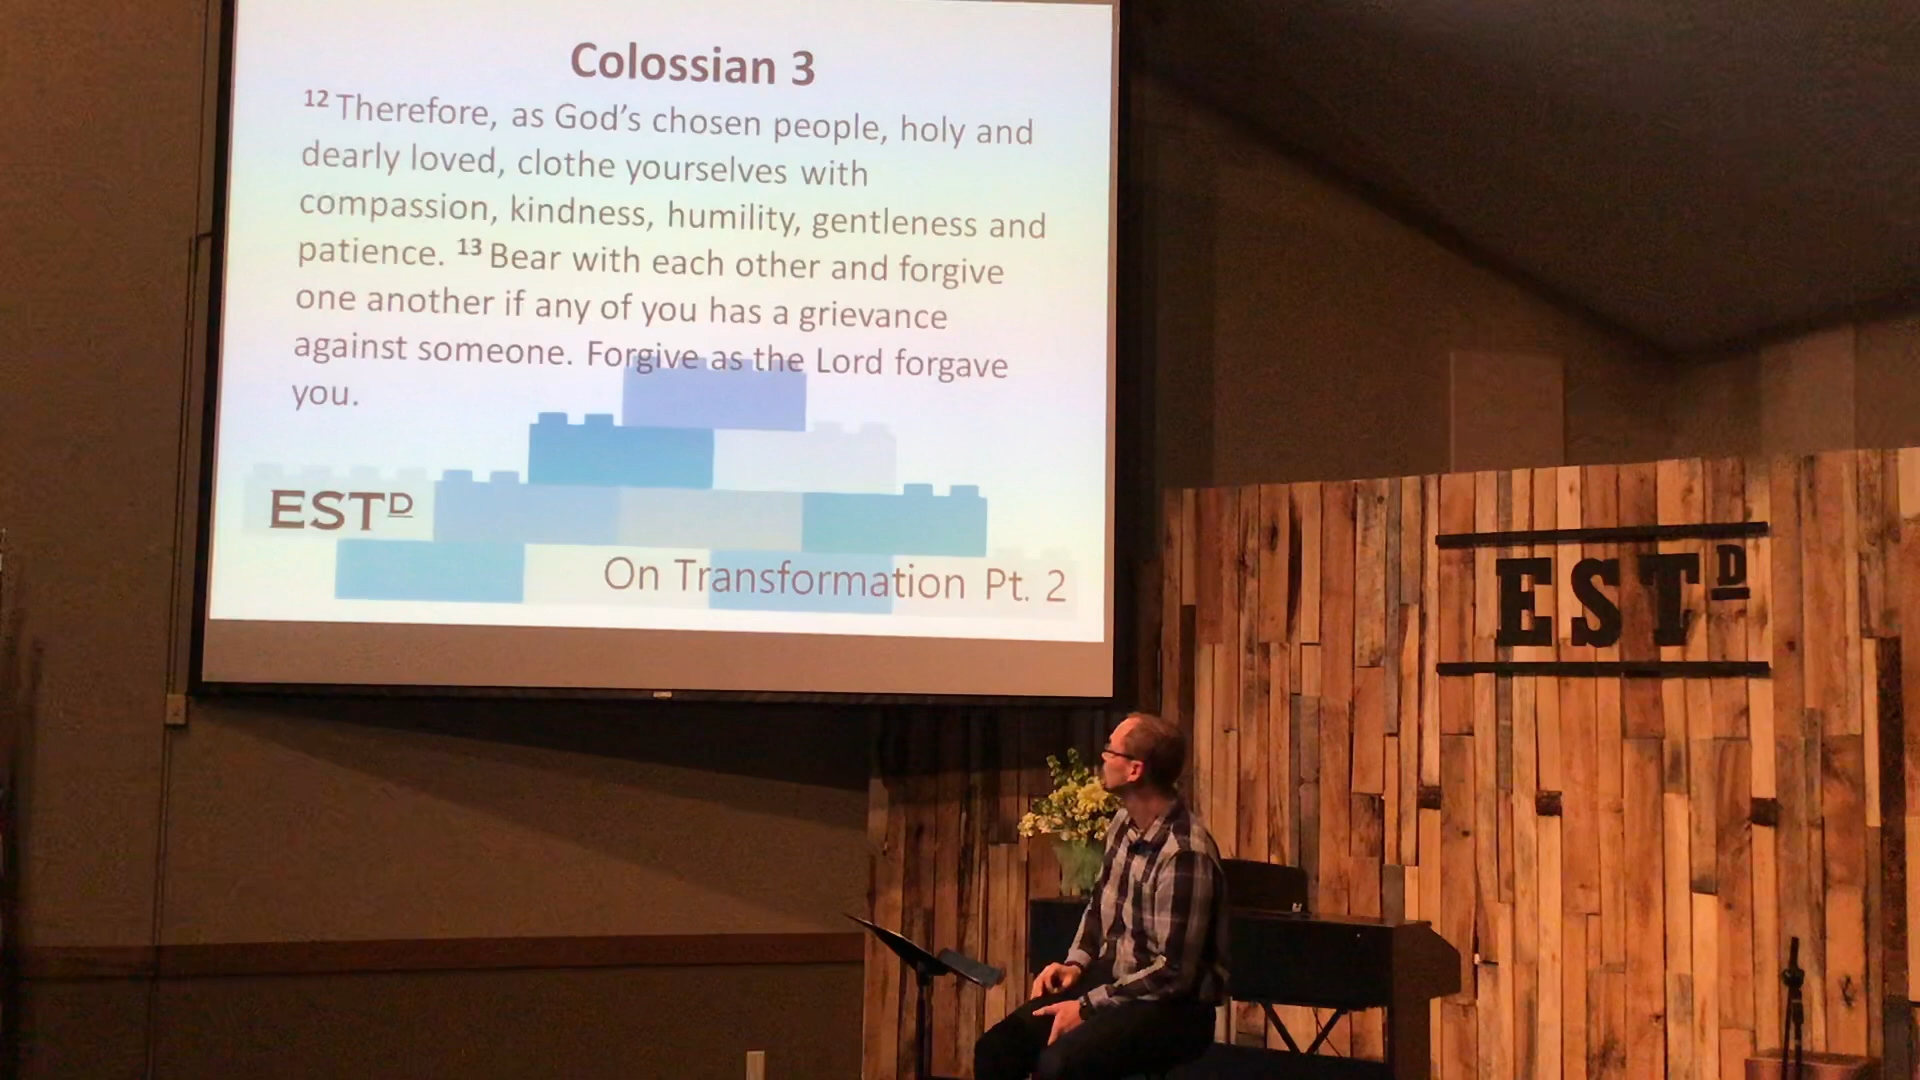 Colossian 3
12 Therefore, as God's chosen people, holy and
dearly loved, clothe yourselves with
compassion, kindness, humility, gentleness and
patience. 13 Bear with each other and forgive
one another if any of you has a grievance
against someone. Forgive as the Lord forgave
you.
ESTD
On Transformation Pt. 2
ESTD